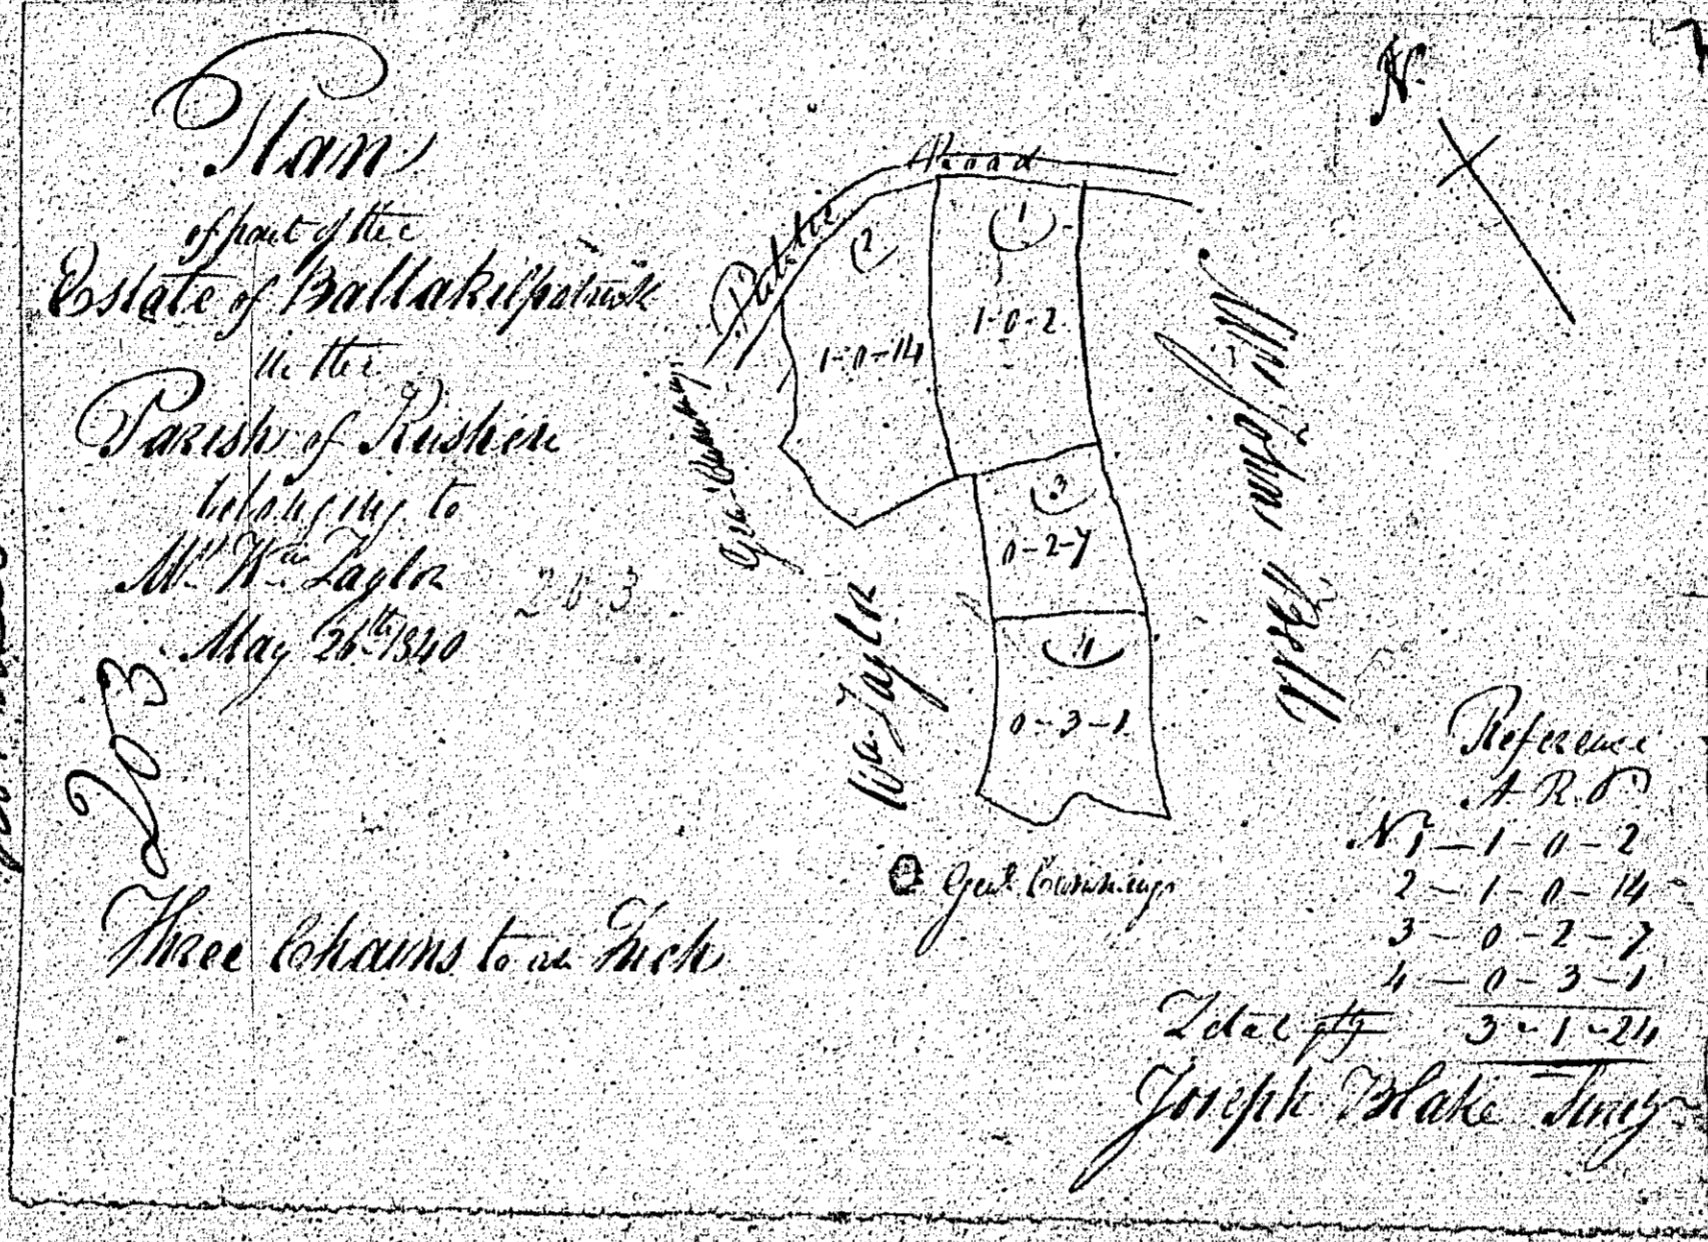 Plan
of part of the
Estate of Ballakilpatrick
in the
Parish of Rushen
belonging to
Mr. Wm. Taylor
May 26th 1840
203
203
Three Chains to an Inch
N.
Public Road
(2)
1-0-14
(1)
1-0-2
(3)
0-2-7
(4)
0-3-1
Wm Taylor
Mr. John Bell
Reference
A R P
No 1 - 1 - 0 - 2
2 - 1 - 0 - 14
3 - 0 - 2 - 7
4 - 0 - 3 - 1
Total qty 3 - 1 - 24
Joseph Blake Survr